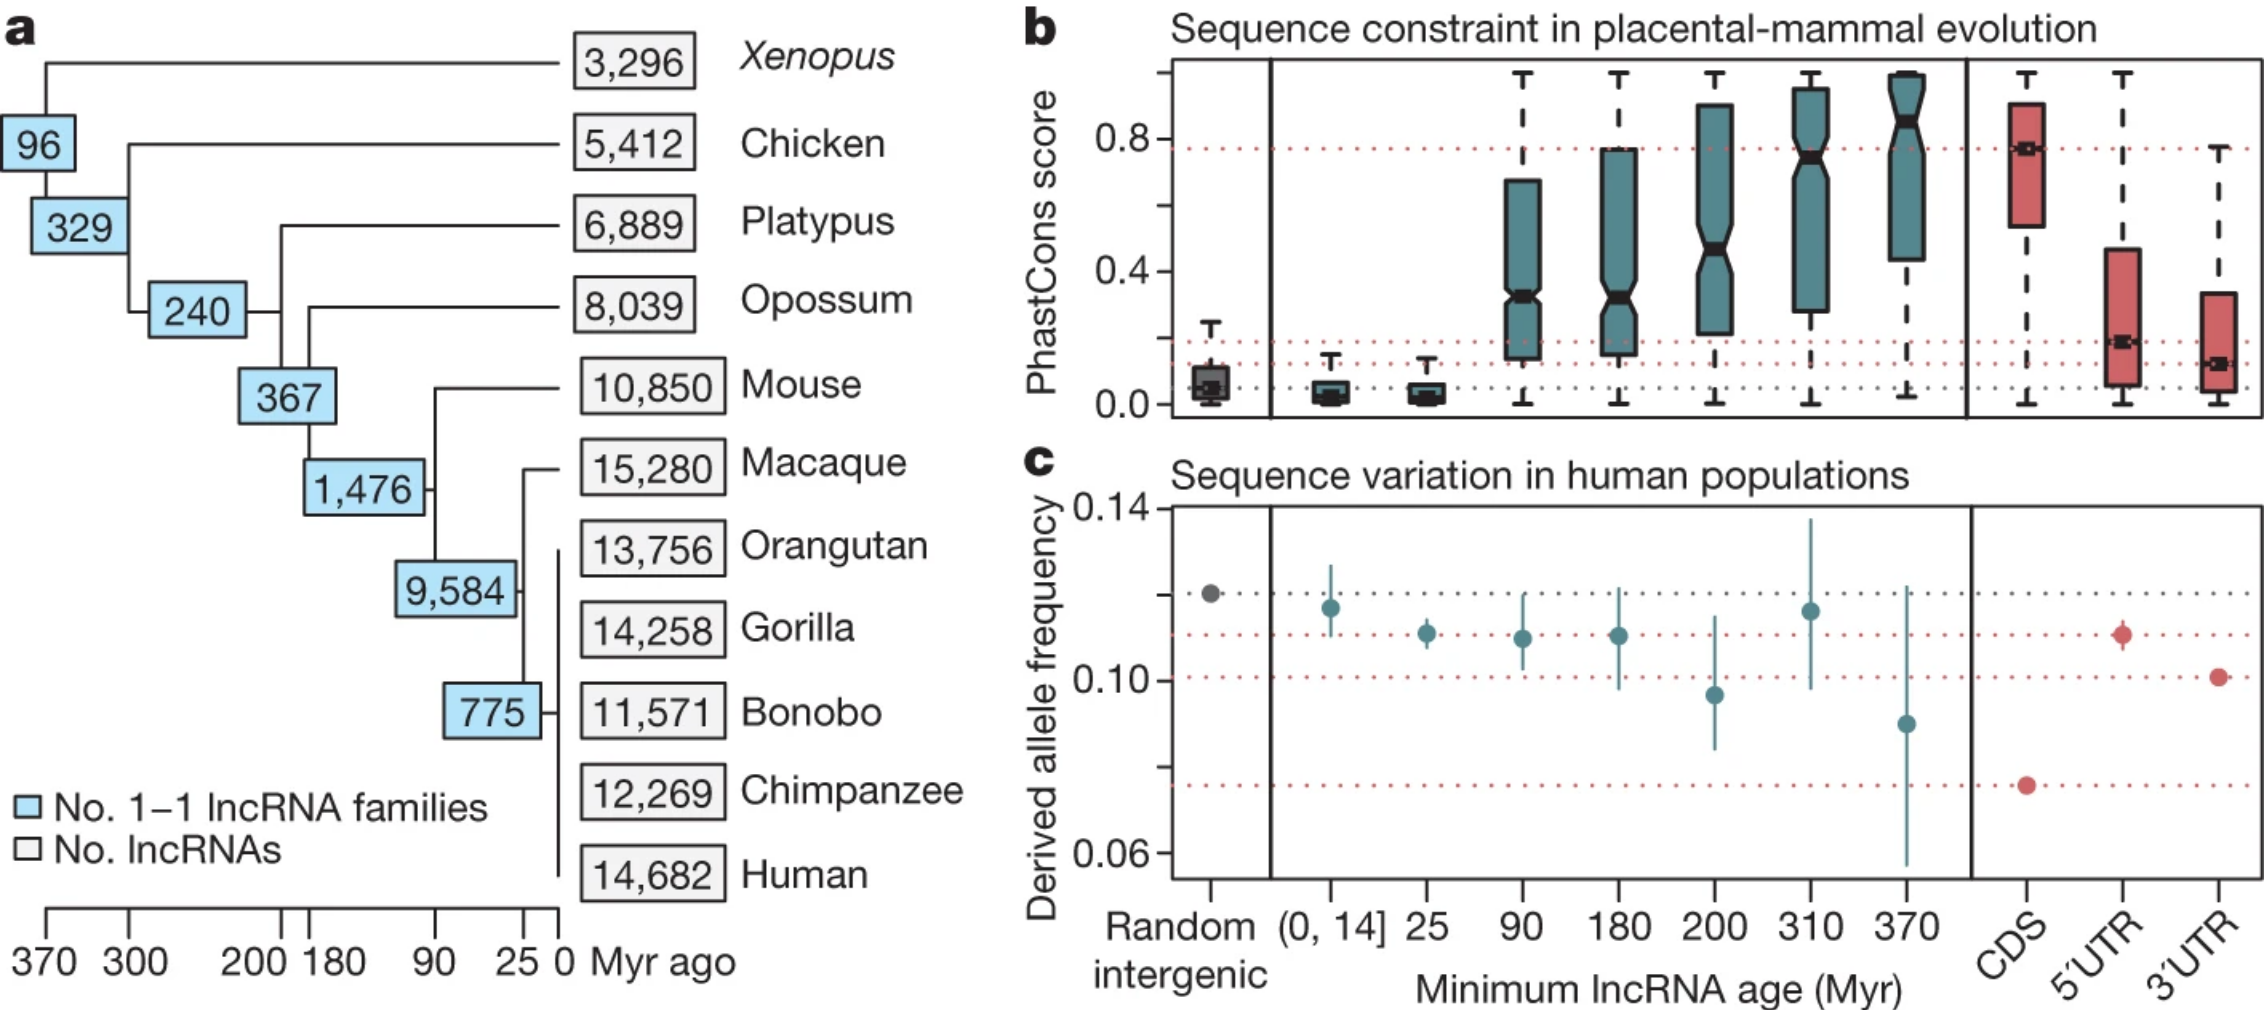 a
3,296 Xenopus
96
5,412 Chicken
329
6,889 Platypus
240
8,039 Opossum
367
10,850 Mouse
1,476
15,280 Macaque
13,756 Orangutan
9,584
14,258 Gorilla
775
11,571 Bonobo
12,269 Chimpanzee
14,682 Human
No. 1–1 lncRNA families
No. lncRNAs
370 300 200 180 90 25 0 Myr ago
b
Sequence constraint in placental-mammal evolution
PhastCons score
0.8
0.4
0.0
c
Sequence variation in human populations
Derived allele frequency
0.14
0.10
0.06
Random (0, 14] 25 90 180 200 310 370 CDS 5′UTR 3′UTR
intergenic
Minimum lncRNA age (Myr)